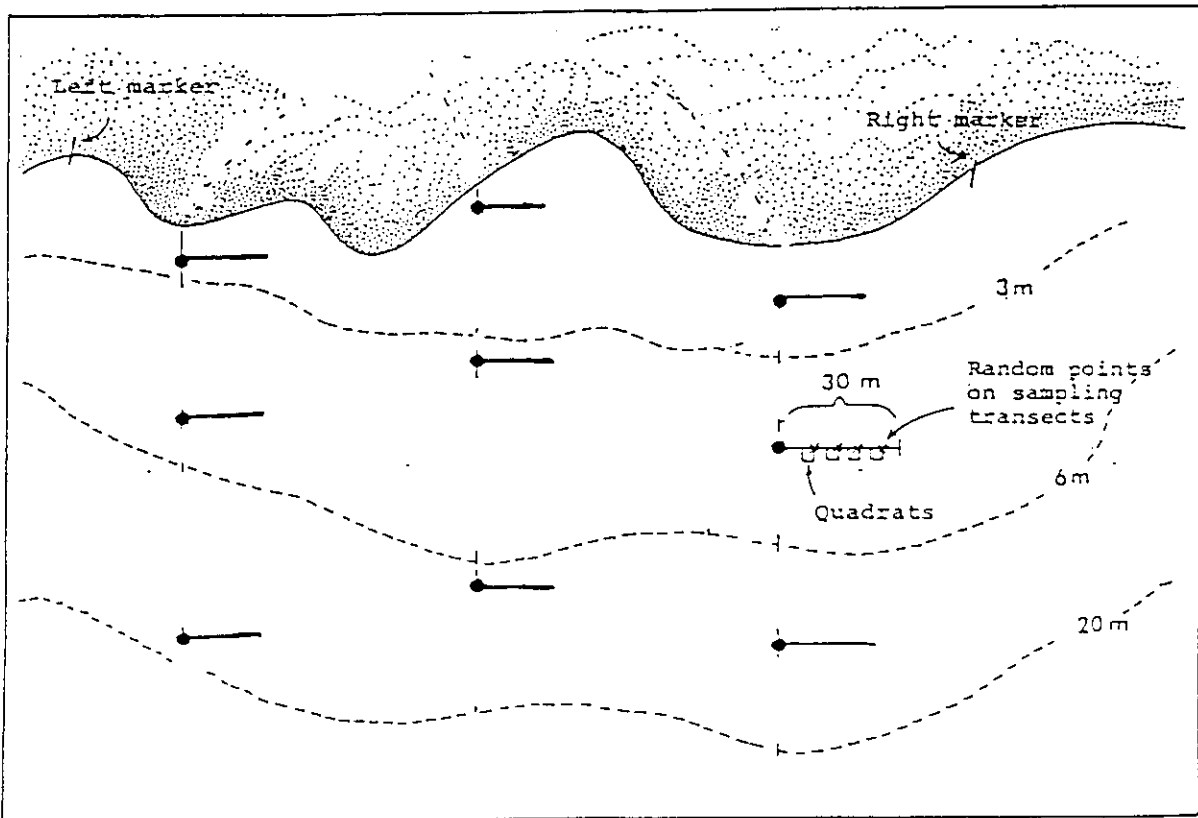 Left marker
Right marker
3 m
30 m
Random points
on sampling
transects
6 m
Quadrats
20 m